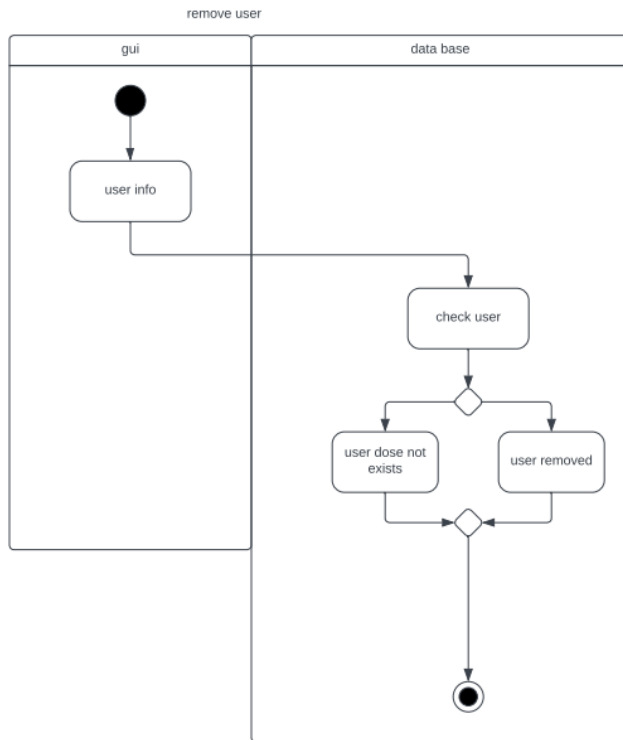 remove user
gui
data base
user info
check user
user dose not
exists
user removed